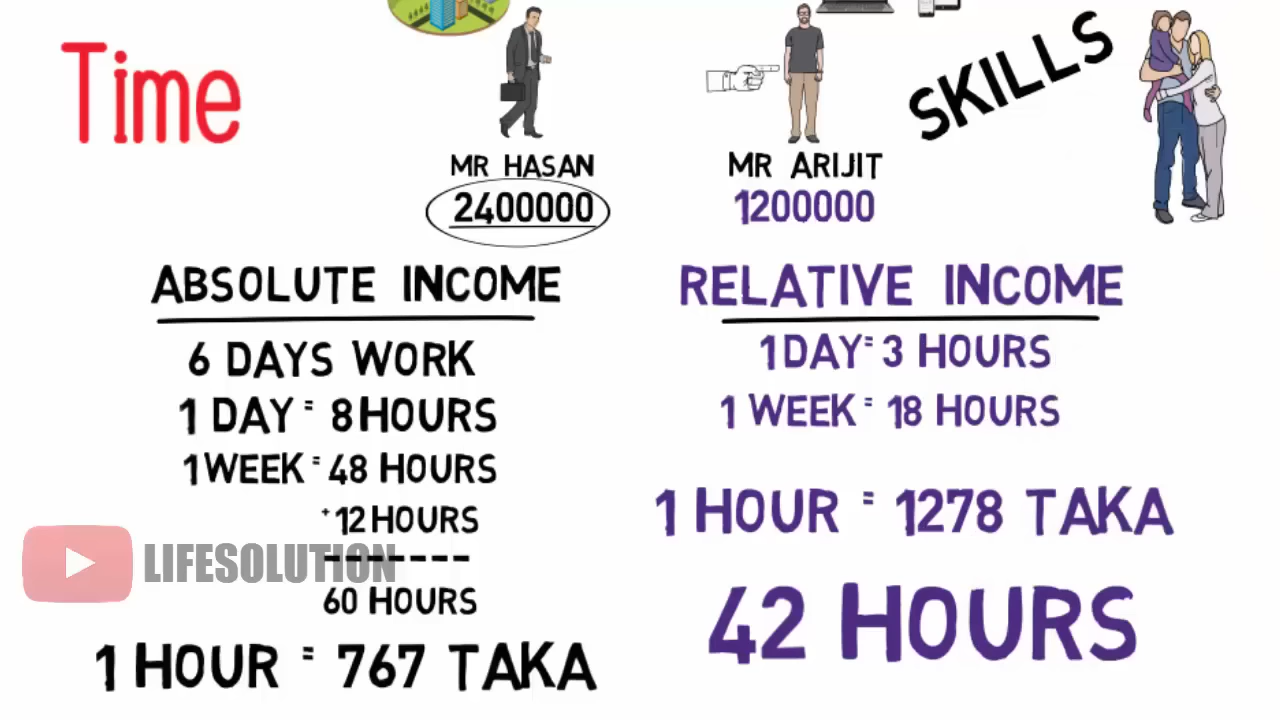 Time
SKILLS
MR HASAN
2400000
MR ARIJIT
1200000
ABSOLUTE INCOME
6 DAYS WORK
1 DAY = 8 HOURS
1 WEEK = 48 HOURS
+ 12 HOURS
-------
60 HOURS
1 HOUR = 767 TAKA
RELATIVE INCOME
1 DAY = 3 HOURS
1 WEEK = 18 HOURS
1 HOUR = 1278 TAKA
42 HOURS
LIFESOLUTION